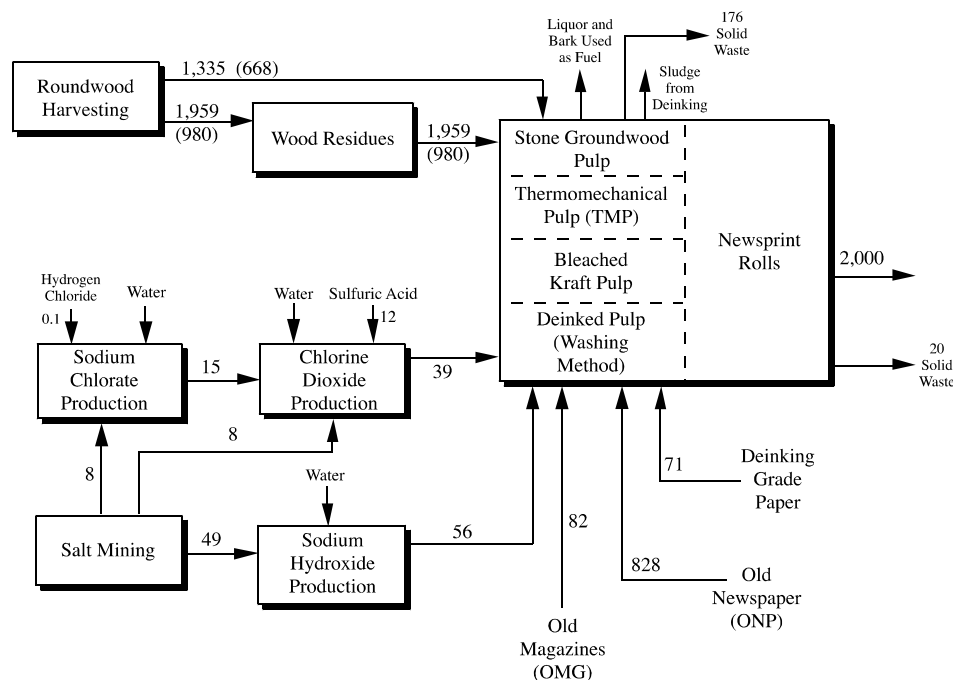 176
Solid
Waste
Liquor and
Bark Used
as Fuel
Sludge
from
Deinking
Roundwood
Harvesting
1,335 (668)
1,959
(980)
Wood Residues
1,959
(980)
Stone Groundwood
Pulp
Thermomechanical
Pulp (TMP)
Bleached
Kraft Pulp
Deinked Pulp
(Washing
Method)
Newsprint
Rolls
2,000
20
Solid
Waste
Hydrogen
Chloride
0.1
Water
Sodium
Chlorate
Production
15
Water
Sulfuric Acid
12
Chlorine
Dioxide
Production
39
8
8
Salt Mining
49
Water
Sodium
Hydroxide
Production
56
82
Old
Magazines
(OMG)
828
Old
Newspaper
(ONP)
71
Deinking
Grade
Paper